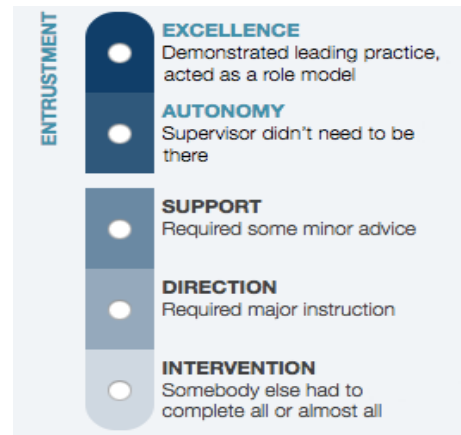 ENTRUSTMENT
EXCELLENCE
Demonstrated leading practice,
acted as a role model
AUTONOMY
Supervisor didn't need to be
there
SUPPORT
Required some minor advice
DIRECTION
Required major instruction
INTERVENTION
Somebody else had to
complete all or almost all